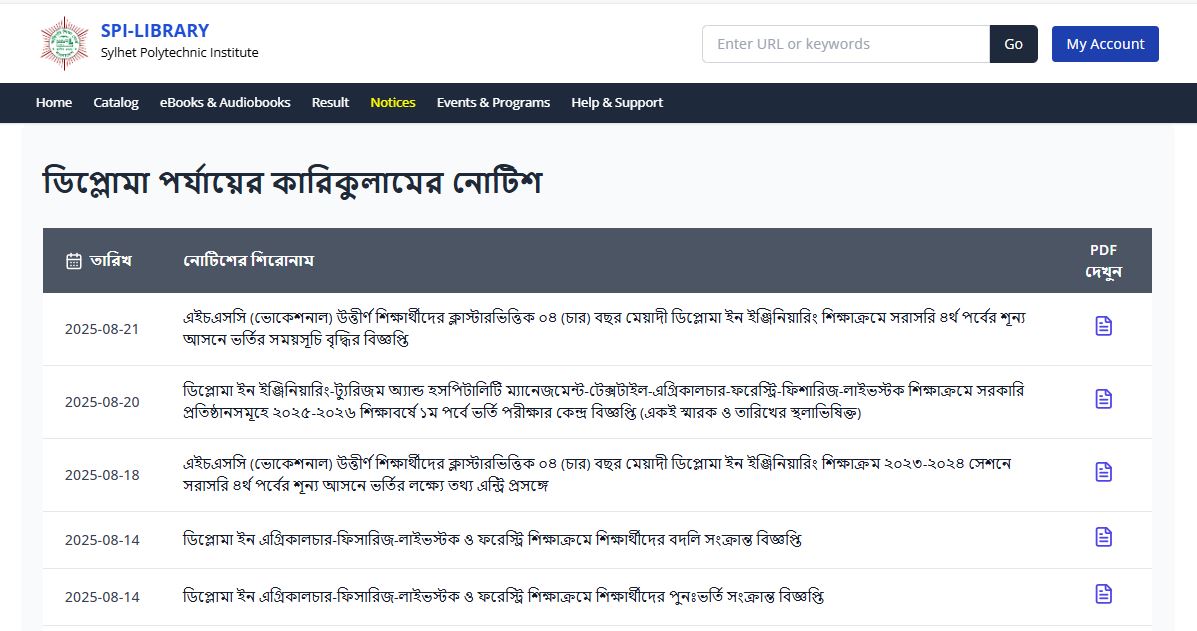 SPI-LIBRARY
Sylhet Polytechnic Institute
Enter URL or keywords
Go
My Account
Home
Catalog
eBooks & Audiobooks
Result
Notices
Events & Programs
Help & Support
ডিপ্লোমা পর্যায়ের কারিকুলামের নোটিশ
তারিখ
নোটিশের শিরোনাম
PDF
দেখুন
2025-08-21
এইচএসসি (ভোকেশনাল) উত্তীর্ণ শিক্ষার্থীদের ক্লাস্টারভিত্তিক ০৪ (চার) বছর মেয়াদী ডিপ্লোমা ইন ইঞ্জিনিয়ারিং শিক্ষাক্রমে সরাসরি ৪র্থ পর্বের শূন্য
আসনে ভর্তির সময়সূচি বৃদ্ধির বিজ্ঞপ্তি
2025-08-20
ডিপ্লোমা ইন ইঞ্জিনিয়ারিং-ট্যুরিজম অ্যান্ড হসপিটালিটি ম্যানেজমেন্ট-টেক্সটাইল-এগ্রিকালচার-ফরেস্ট্রি-ফিশারিজ-লাইভস্টক শিক্ষাক্রমে সরকারি
প্রতিষ্ঠানসমূহে ২০২৫-২০২৬ শিক্ষাবর্ষে ১ম পর্বে ভর্তি পরীক্ষার কেন্দ্র বিজ্ঞপ্তি (একই স্মারক ও তারিখের স্থলাভিষিক্ত)
2025-08-18
এইচএসসি (ভোকেশনাল) উত্তীর্ণ শিক্ষার্থীদের ক্লাস্টারভিত্তিক ০৪ (চার) বছর মেয়াদী ডিপ্লোমা ইন ইঞ্জিনিয়ারিং শিক্ষাক্রম ২০২৩-২০২৪ সেশনে
সরাসরি ৪র্থ পর্বের শূন্য আসনে ভর্তির লক্ষ্যে তথ্য এন্ট্রি প্রসঙ্গে
2025-08-14
ডিপ্লোমা ইন এগ্রিকালচার-ফিসারিজ-লাইভস্টক ও ফরেস্ট্রি শিক্ষাক্রমে শিক্ষার্থীদের বদলি সংক্রান্ত বিজ্ঞপ্তি
2025-08-14
ডিপ্লোমা ইন এগ্রিকালচার-ফিসারিজ-লাইভস্টক ও ফরেস্ট্রি শিক্ষাক্রমে শিক্ষার্থীদের পুনঃভর্তি সংক্রান্ত বিজ্ঞপ্তি